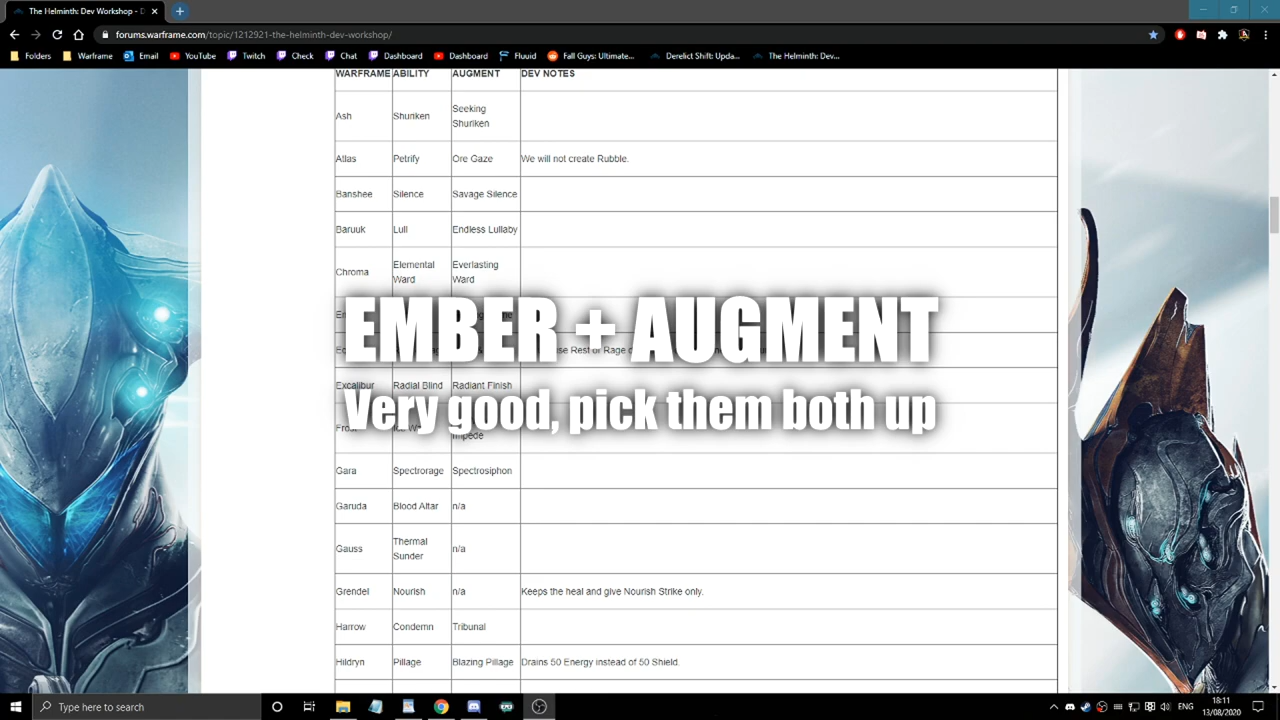 The Helminth: Dev Workshop - D
forums.warframe.com/topic/1212921-the-helminth-dev-workshop/
Folders Warframe Email YouTube Twitch Check Chat Dashboard Dashboard Fluuid Fall Guys: Ultimate... Derelict Shift: Upda... The Helminth: Dev...
WARFRAME ABILITY AUGMENT DEV NOTES
Ash Shuriken Seeking Shuriken
Atlas Petrify Ore Gaze We will not create Rubble.
Banshee Silence Savage Silence
Baruuk Lull Endless Lullaby
Chroma Elemental Ward Everlasting Ward
EMBER + AUGMENT
Excalibur Radial Blind Radiant Finish
Very good, pick them both up
Gara Spectrorage Spectrosiphon
Garuda Blood Altar n/a
Gauss Thermal Sunder n/a
Grendel Nourish n/a Keeps the heal and give Nourish Strike only.
Harrow Condemn Tribunal
Hildryn Pillage Blazing Pillage Drains 50 Energy instead of 50 Shield.
Type here to search
ENG
18:11
13/08/2020